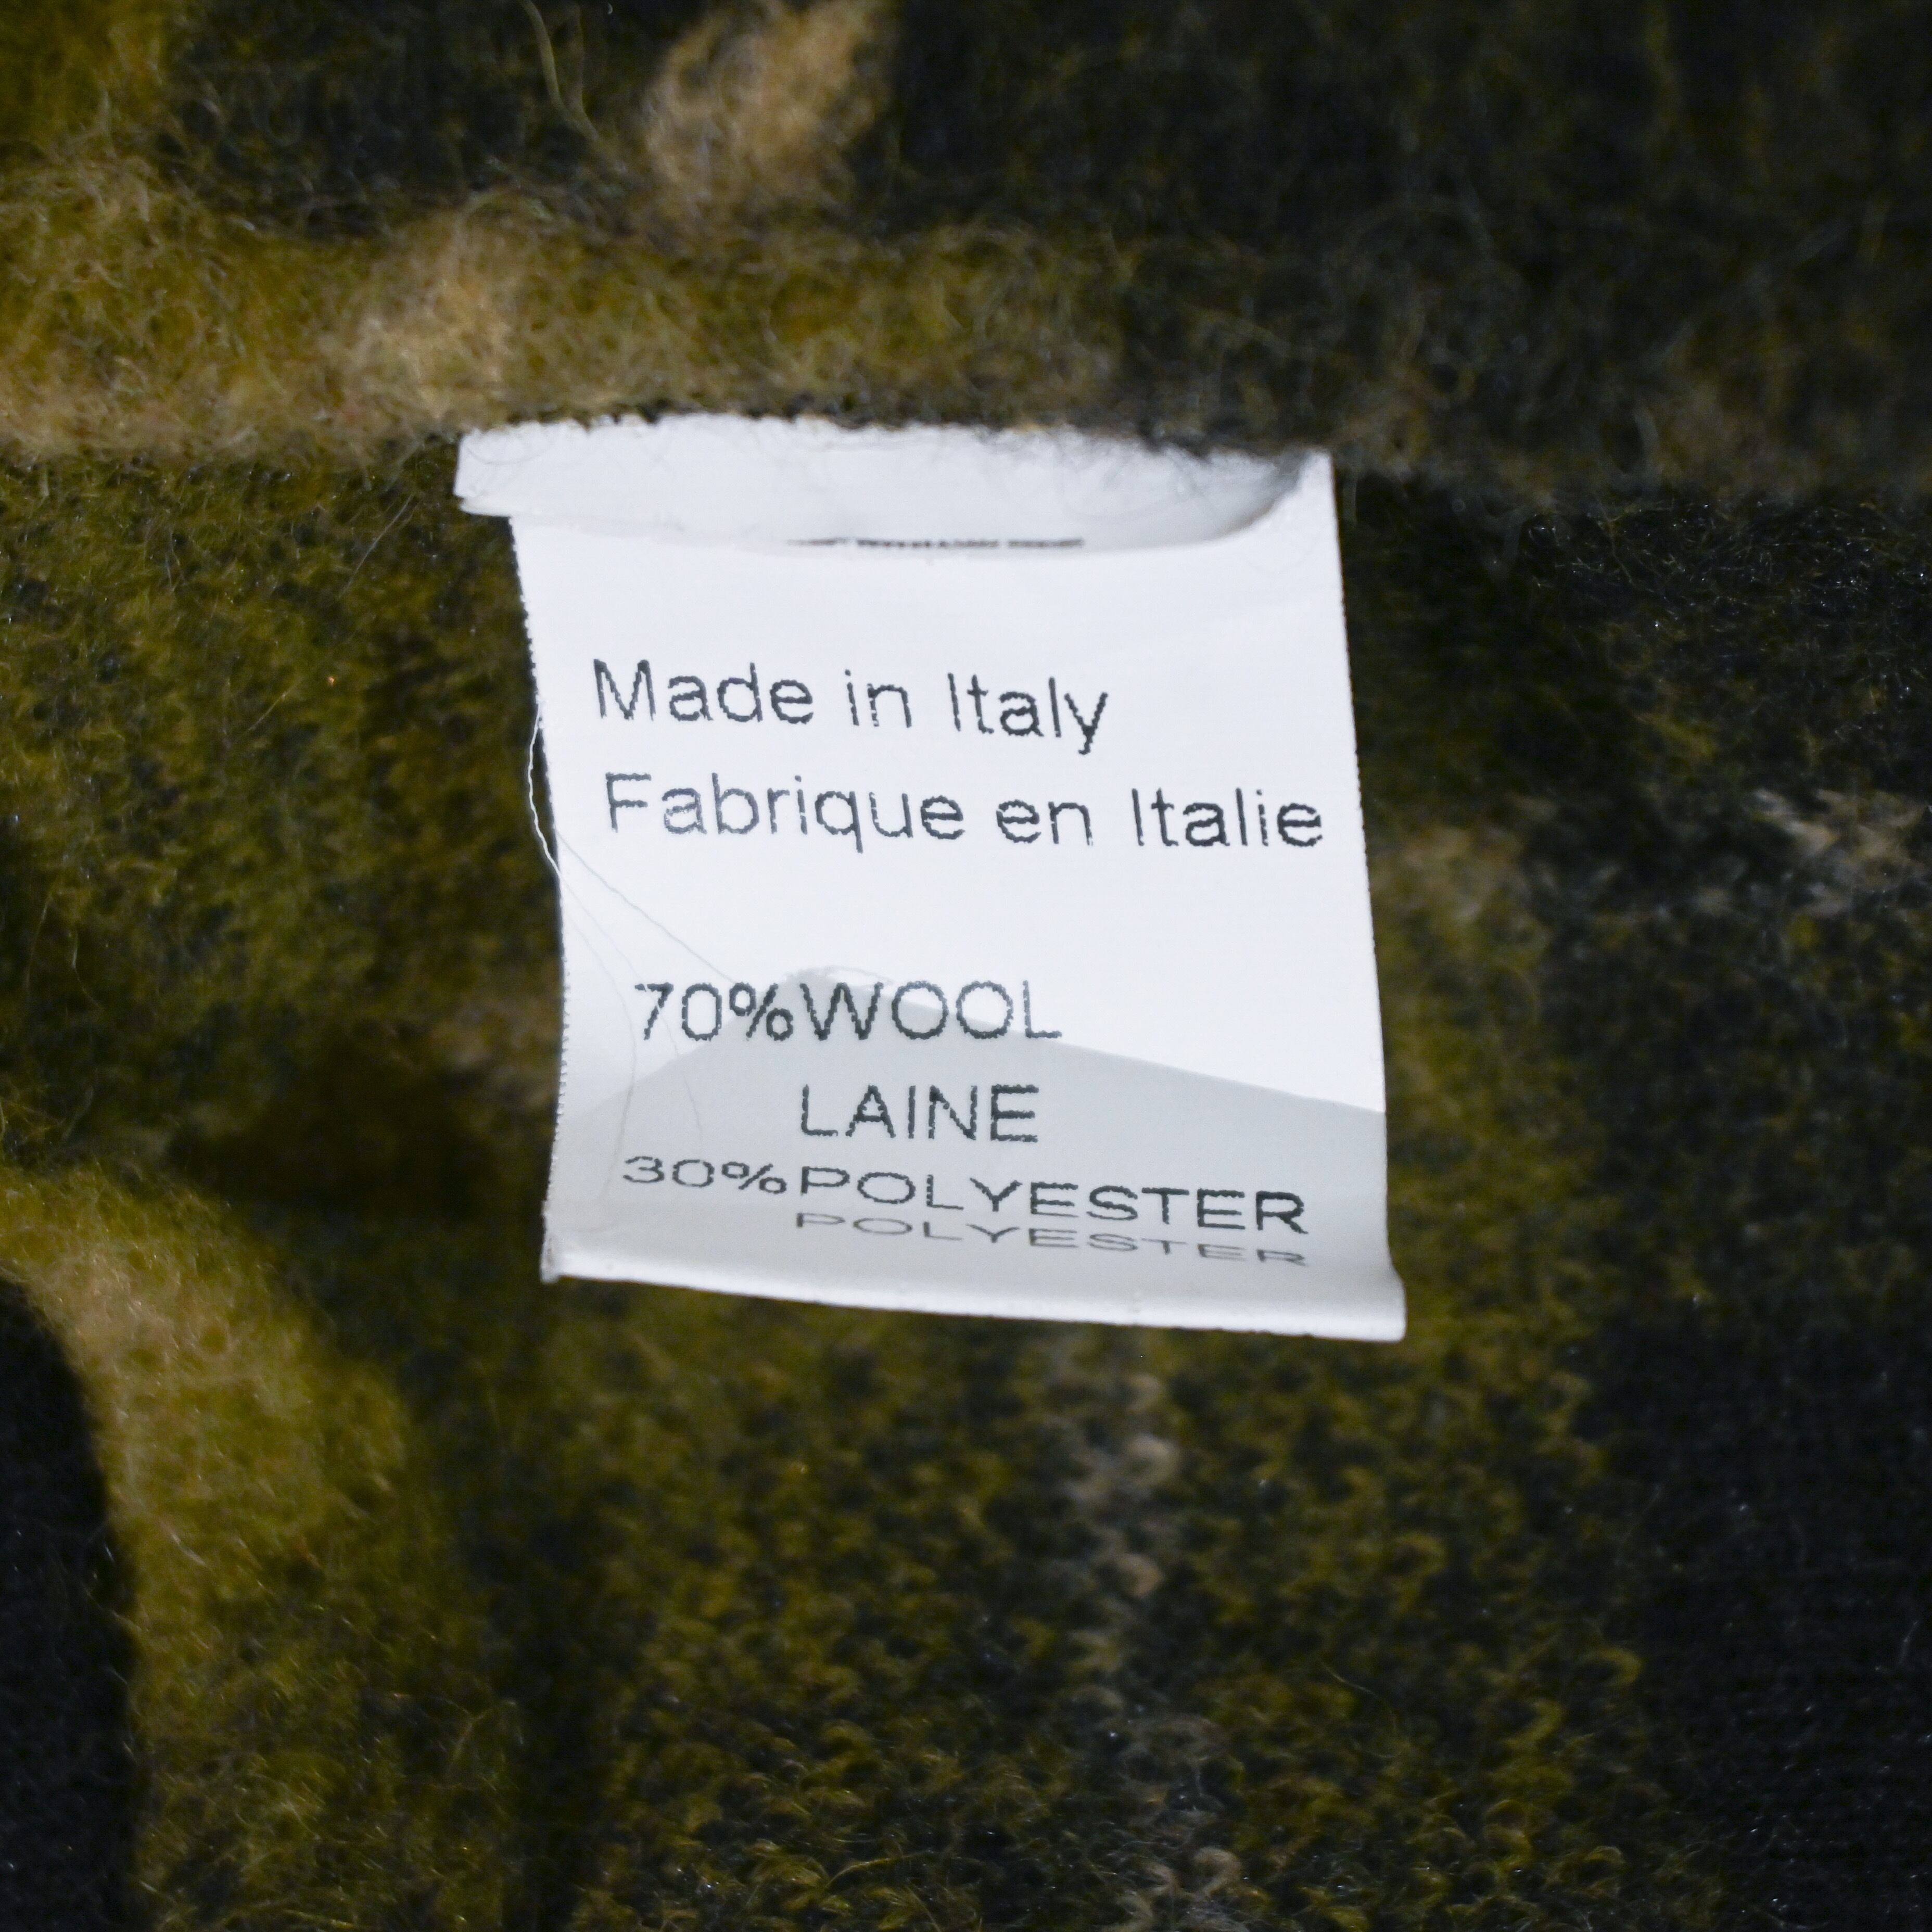 Made in Italy
Fabrique en Italie
70%WOOL
LAINE
30%POLYESTER
POLYESTER